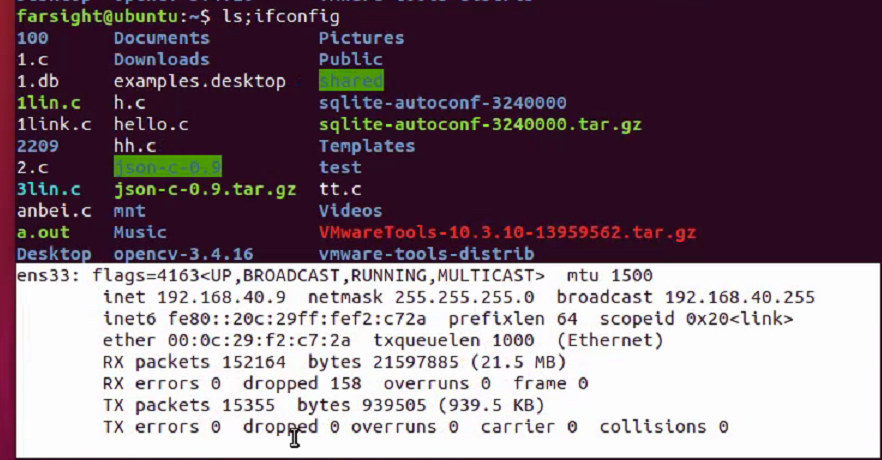 farsight@ubuntu:~$ ls;ifconfig
100 Documents Pictures
1.c Downloads Public
1.db examples.desktop shared
1lin.c h.c sqlite-autoconf-3240000
1link.c hello.c sqlite-autoconf-3240000.tar.gz
2209 hh.c Templates
2.c json-c-0.9 test
3lin.c json-c-0.9.tar.gz tt.c
anbei.c mnt Videos
a.out Music VMwareTools-10.3.10-13959562.tar.gz
Desktop opencv-3.4.16 vmware-tools-distrib
ens33: flags=4163<UP,BROADCAST,RUNNING,MULTICAST> mtu 1500
inet 192.168.40.9 netmask 255.255.255.0 broadcast 192.168.40.255
inet6 fe80::20c:29ff:fef2:c72a prefixlen 64 scopeid 0x20<link>
ether 00:0c:29:f2:c7:2a txqueuelen 1000 (Ethernet)
RX packets 152164 bytes 21597885 (21.5 MB)
RX errors 0 dropped 158 overruns 0 frame 0
TX packets 15355 bytes 939505 (939.5 KB)
TX errors 0 dropped 0 overruns 0 carrier 0 collisions 0